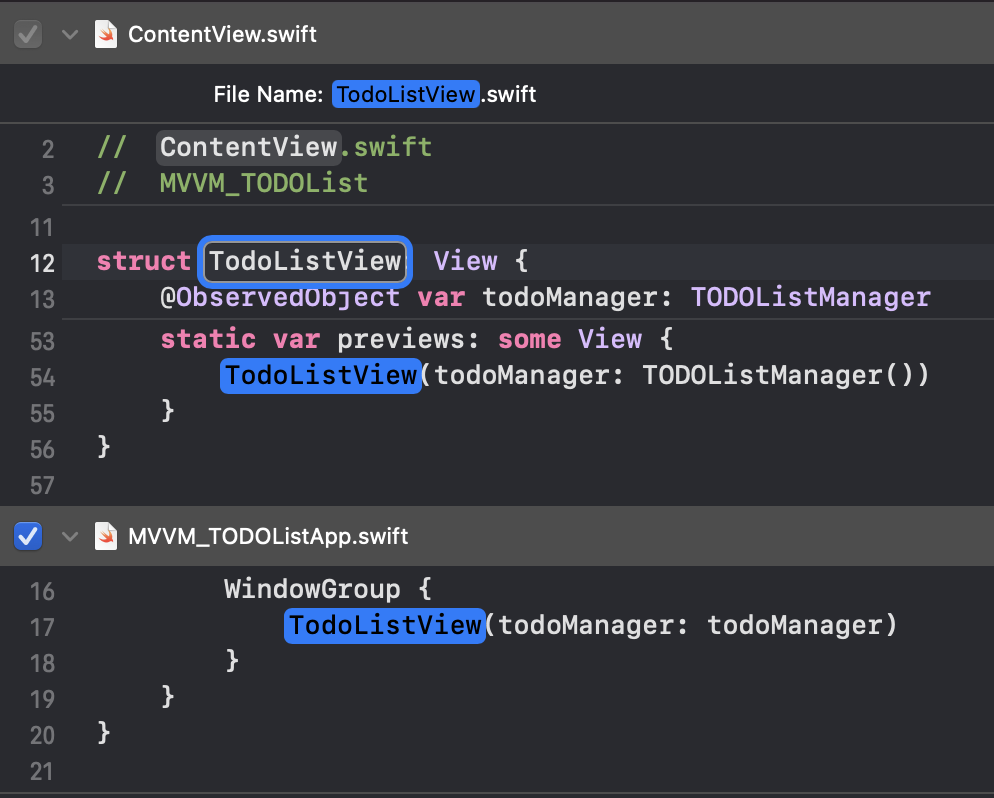 ContentView.swift
File Name: TodoListView.swift
2 // ContentView.swift
3 // MVVM_TODOList
11
12 struct TodoListView View {
13 @ObservedObject var todoManager: TODOListManager
53 static var previews: some View {
54 TodoListView(todoManager: TODOListManager())
55 }
56 }
57
MVVM_TODOListApp.swift
16 WindowGroup {
17 TodoListView(todoManager: todoManager)
18 }
19 }
20 }
21